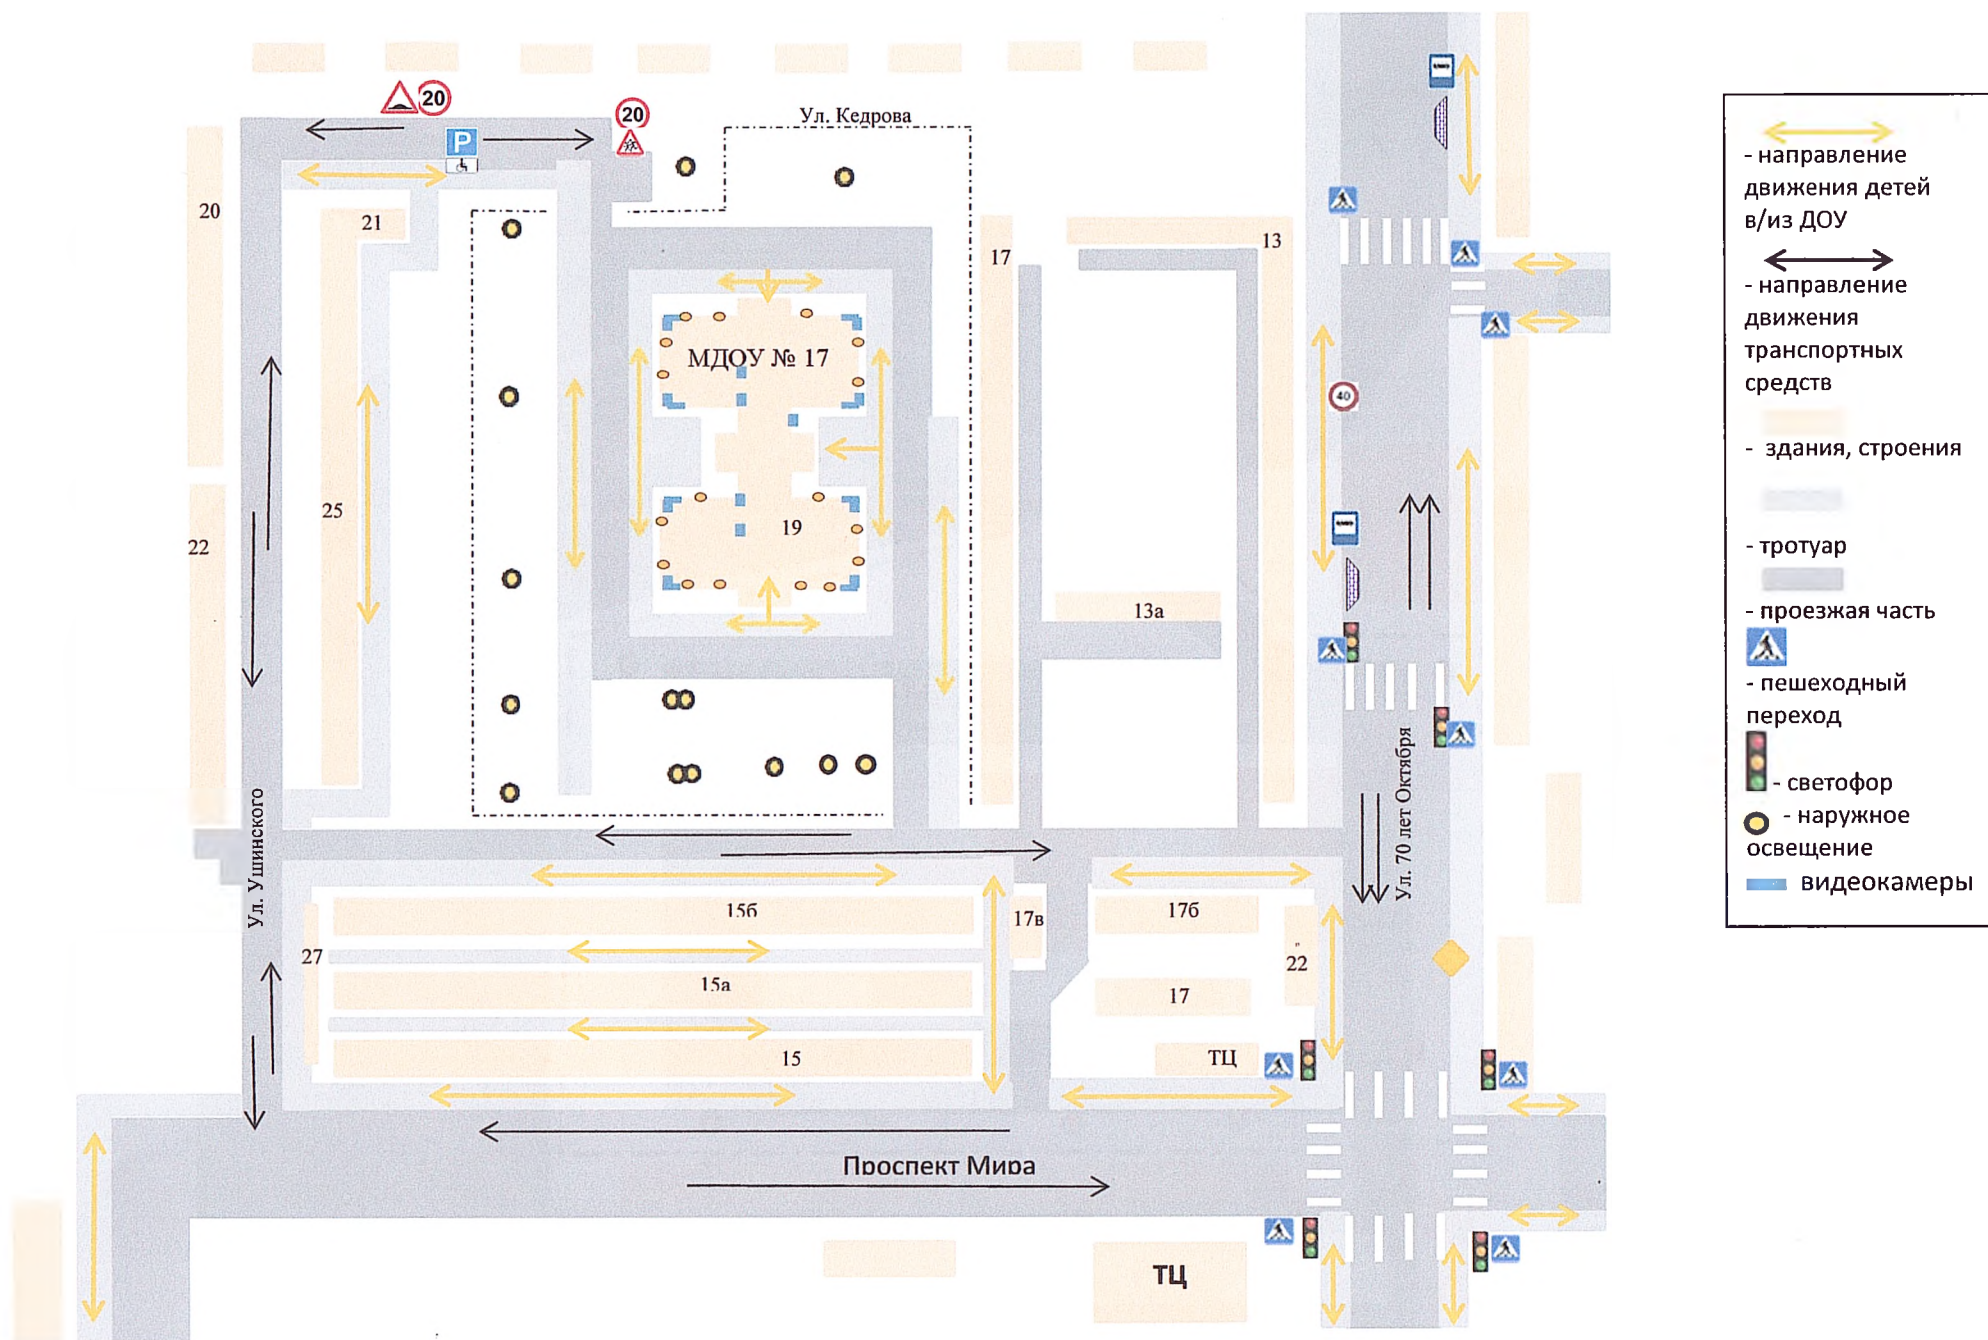 20
20
Ул. Кедрова
20
21
17
13
МДОУ № 17
40
25
19
22
13а
Ул. Ушинского
Ул. 70 лет Октября
15б
17в
17б
27
22
15а
17
15
ТЦ
Проспект Мира
ТЦ
P
- направление
движения детей
в/из ДОУ
- направление
движения
транспортных
средств
- здания, строения
- тротуар
- проезжая часть
- пешеходный
переход
- светофор
- наружное
освещение
видеокамеры